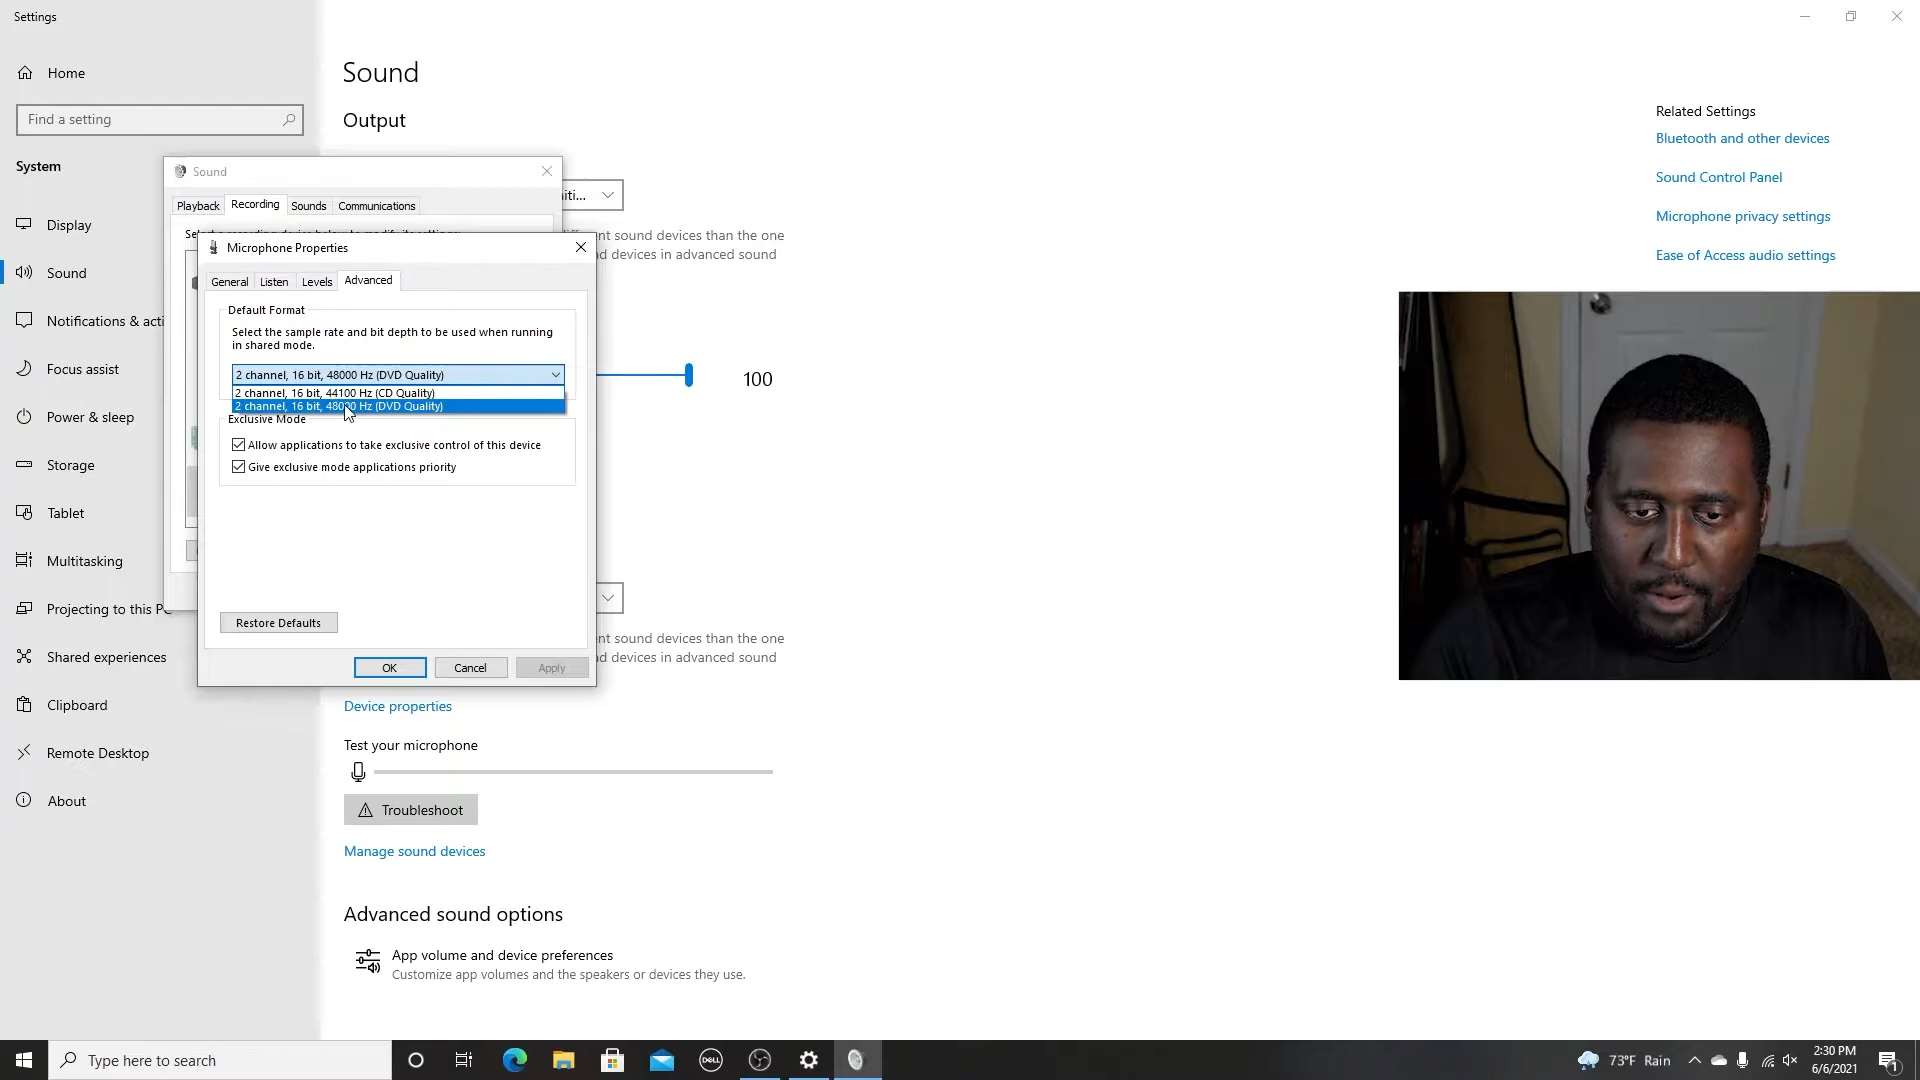 Settings
Home
Find a setting
System
Display
Sound
Notifications & acti
Focus assist
Power & sleep
Storage
Tablet
Multitasking
Projecting to this
Shared experiences
Clipboard
Remote Desktop
About
Sound
Output
iti...
ent sound devices than the one
d devices in advanced sound
100
Sound
Playback
Recording
Sounds
Communications
Microphone Properties
General
Listen
Levels
Advanced
Default Format
Select the sample rate and bit depth to be used when running
in shared mode.
2 channel, 16 bit, 48000 Hz (DVD Quality)
2 channel, 16 bit, 44100 Hz (CD Quality)
2 channel, 16 bit, 48000 Hz (DVD Quality)
Exclusive Mode
Allow applications to take exclusive control of this device
Give exclusive mode applications priority
Restore Defaults
OK
Cancel
Apply
ent sound devices than the one
d devices in advanced sound
Device properties
Test your microphone
Troubleshoot
Manage sound devices
Advanced sound options
App volume and device preferences
Customize app volumes and the speakers or devices they use.
Related Settings
Bluetooth and other devices
Sound Control Panel
Microphone privacy settings
Ease of Access audio settings
Type here to search
DELL
73°F Rain
2:30 PM
6/6/2021
1